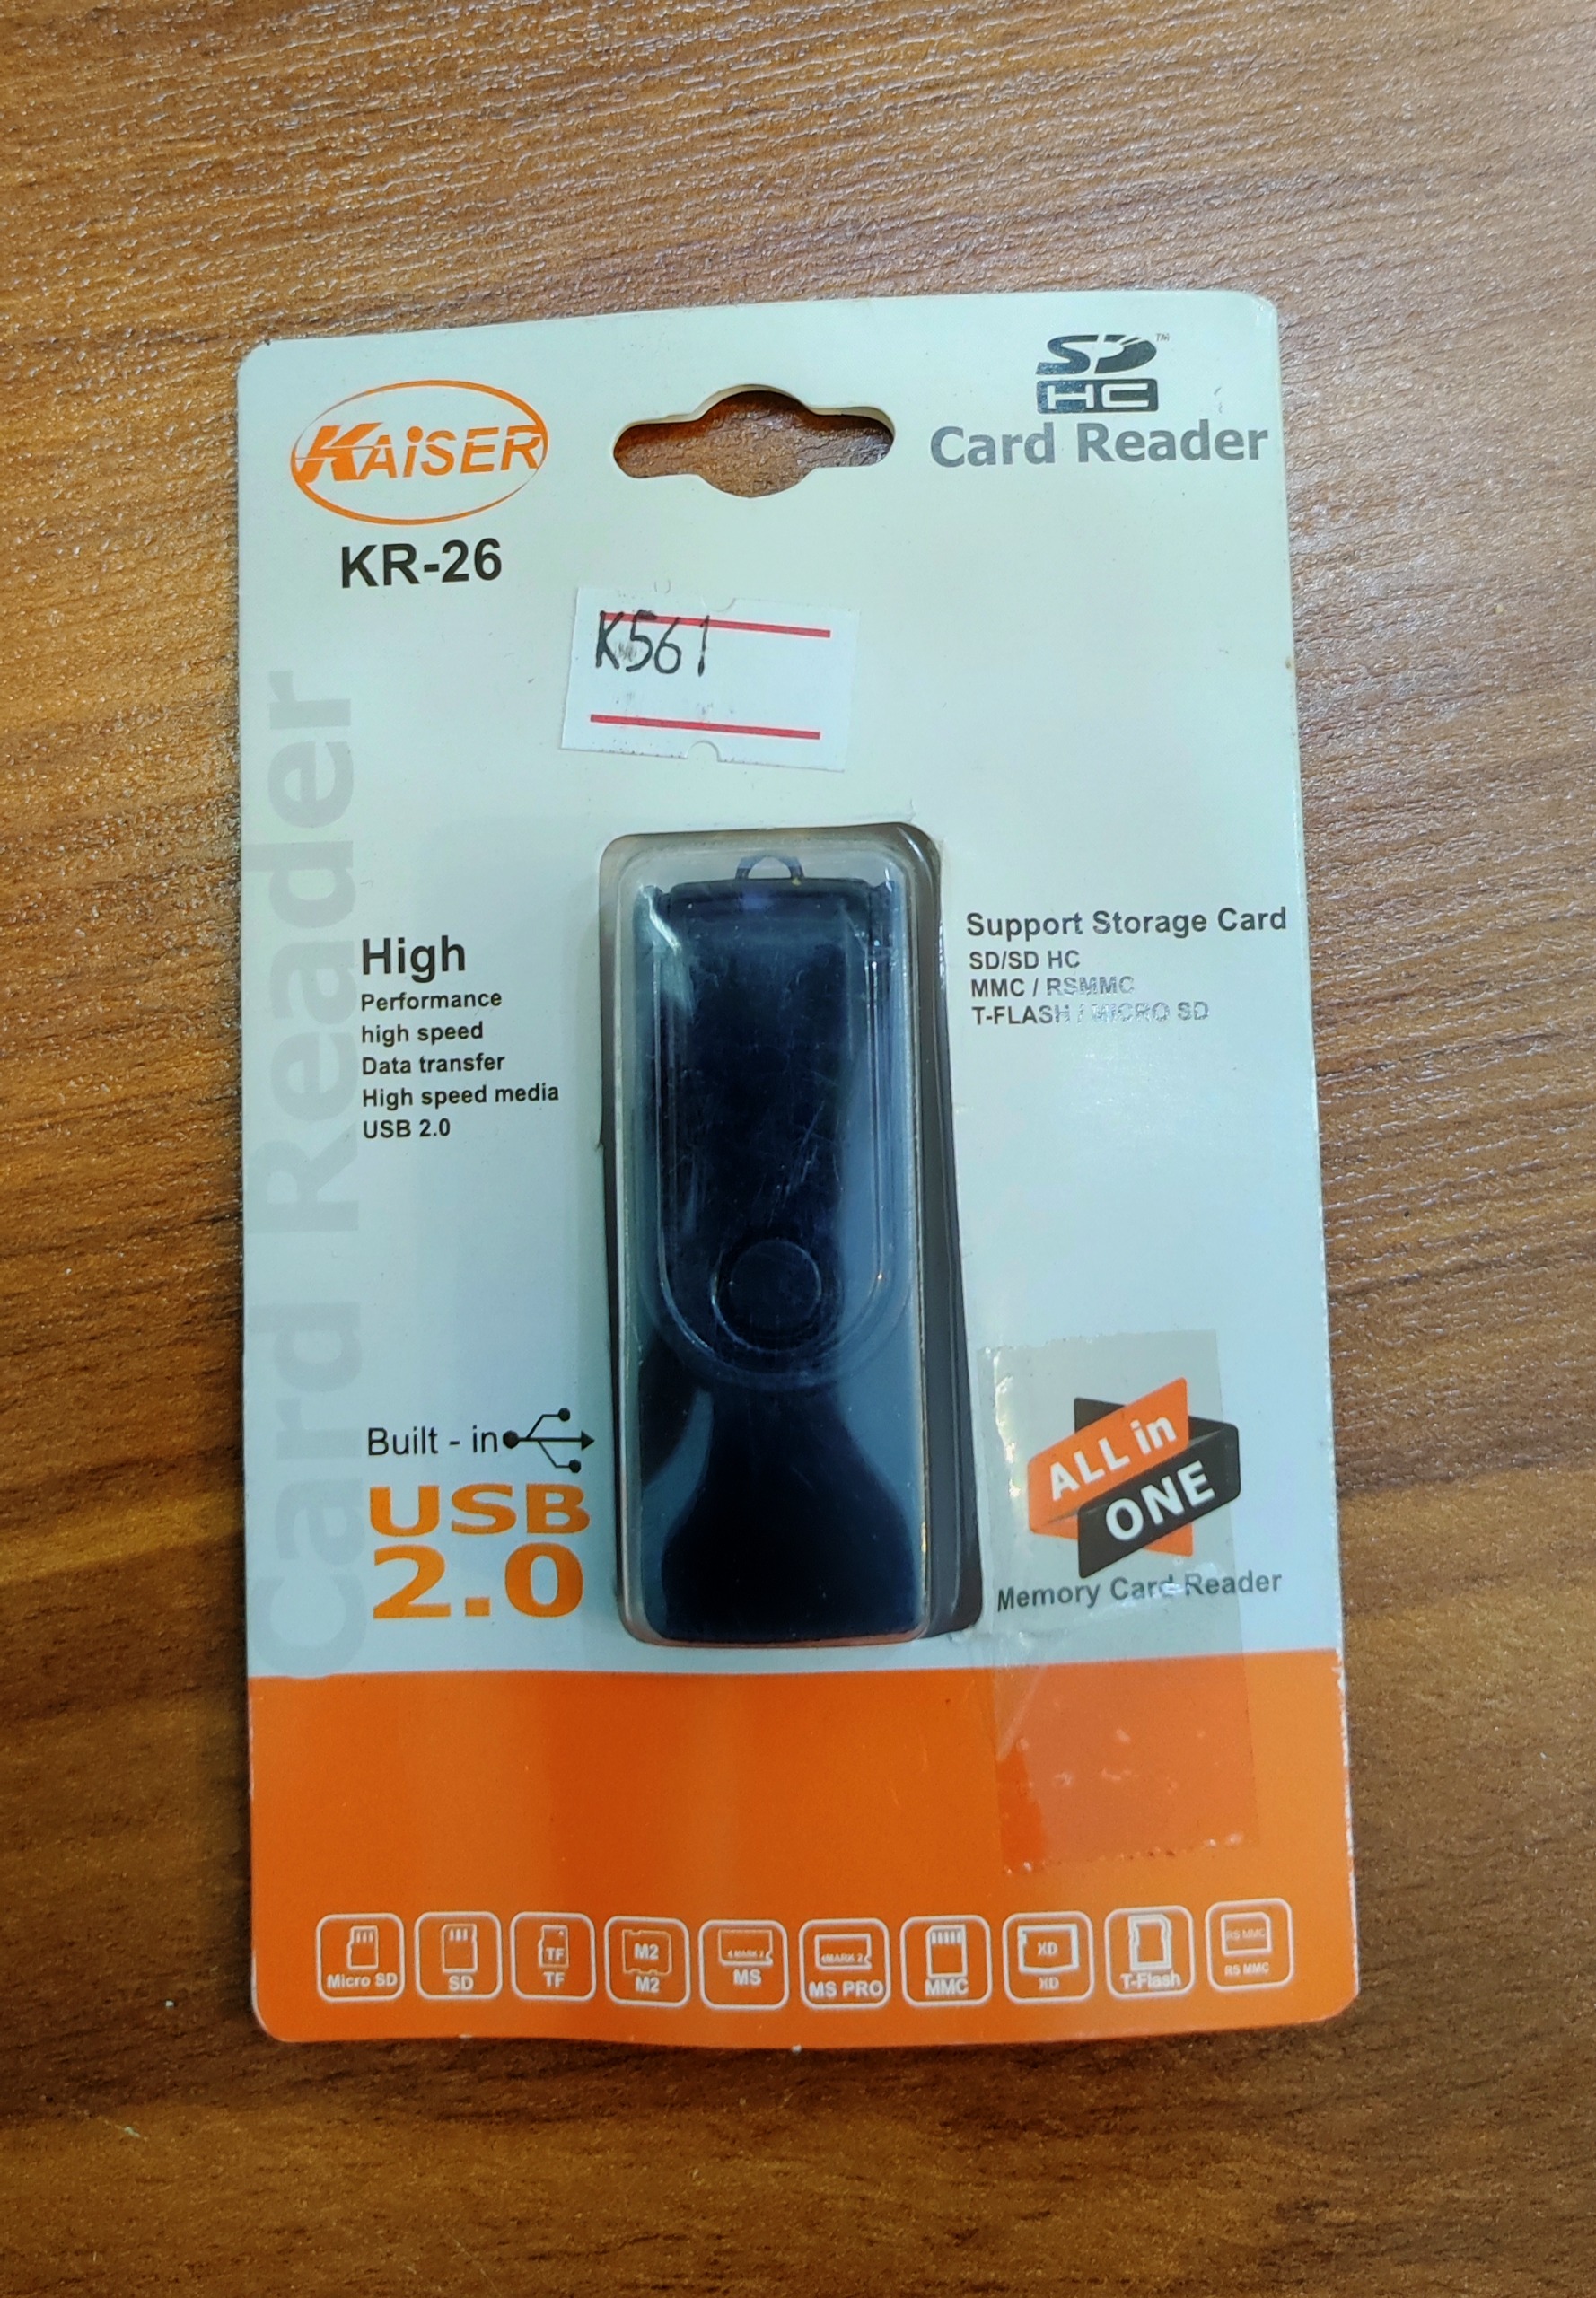 KAiSER
KR-26
SD™
HC
Card Reader
K561
Card Reader
High
Performance
high speed
Data transfer
High speed media
USB 2.0
Support Storage Card
SD/SD HC
MMC / RSMMC
T-FLASH / MICRO SD
Built - in
USB
2.0
ALL in
ONE
Memory Card Reader
Micro SD
SD
TF
TF
M2
M2
MS
MS PRO
MMC
XD
XD
T-Flash
RS MMC
RS MMC